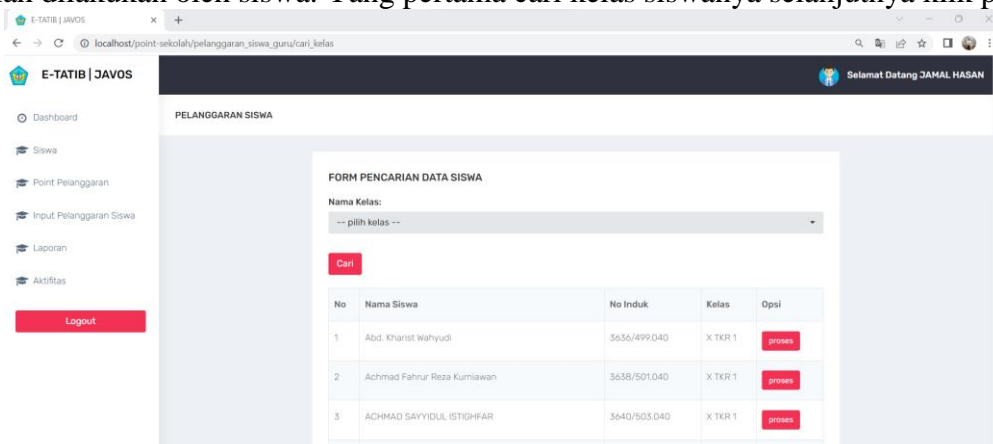 an dilakukan oleh siswa. Yang pertama cari kelas siswanya selanjutnya klik p
E-TATIB | JAVOS
localhost/point-sekolah/pelanggaran_siswa_guru/cari_kelas
E-TATIB | JAVOS
Selamat Datang JAMAL HASAN
Dashboard
PELANGGARAN SISWA
Siswa
Point Pelanggaran
Input Pelanggaran Siswa
Laporan
Aktifitas
Logout
FORM PENCARIAN DATA SISWA
Nama Kelas:
-- pilih kelas --
Cari
No Nama Siswa No Induk Kelas Opsi
1 Abd. Kharist Wahyudi 3636/499.040 X TKR 1 proses
2 Achmad Fahrur Reza Kurniawan 3638/501.040 X TKR 1 proses
3 ACHMAD SAYYIDUL ISTIGHFAR 3640/503.040 X TKR 1 proses